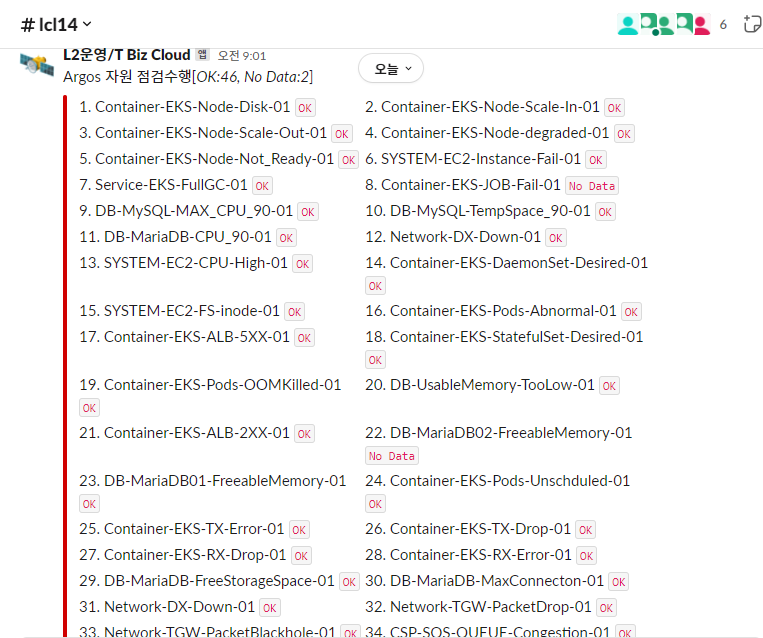 # lcl14
6
L2운영/T Biz Cloud 앱 오전 9:01
오늘
Argos 자원 점검수행[OK:46, No Data:2]
1. Container-EKS-Node-Disk-01 OK
2. Container-EKS-Node-Scale-In-01 OK
3. Container-EKS-Node-Scale-Out-01 OK
4. Container-EKS-Node-degraded-01 OK
5. Container-EKS-Node-Not_Ready-01 OK
6. SYSTEM-EC2-Instance-Fail-01 OK
7. Service-EKS-FullGC-01 OK
8. Container-EKS-JOB-Fail-01 No Data
9. DB-MySQL-MAX_CPU_90-01 OK
10. DB-MySQL-TempSpace_90-01 OK
11. DB-MariaDB-CPU_90-01 OK
12. Network-DX-Down-01 OK
13. SYSTEM-EC2-CPU-High-01 OK
14. Container-EKS-DaemonSet-Desired-01
OK
15. SYSTEM-EC2-FS-inode-01 OK
16. Container-EKS-Pods-Abnormal-01 OK
17. Container-EKS-ALB-5XX-01 OK
18. Container-EKS-StatefulSet-Desired-01
OK
19. Container-EKS-Pods-OOMKilled-01
OK
20. DB-UsableMemory-TooLow-01 OK
21. Container-EKS-ALB-2XX-01 OK
22. DB-MariaDB02-FreeableMemory-01
No Data
23. DB-MariaDB01-FreeableMemory-01
OK
24. Container-EKS-Pods-Unschduled-01
OK
25. Container-EKS-TX-Error-01 OK
26. Container-EKS-TX-Drop-01 OK
27. Container-EKS-RX-Drop-01 OK
28. Container-EKS-RX-Error-01 OK
29. DB-MariaDB-FreeStorageSpace-01 OK
30. DB-MariaDB-MaxConnecton-01 OK
31. Network-DX-Down-01 OK
32. Network-TGW-PacketDrop-01 OK
33. Network-TGW-PacketBlackhole-01 OK
34. CSP-SQS-QUEUE-Congestion-01 OK